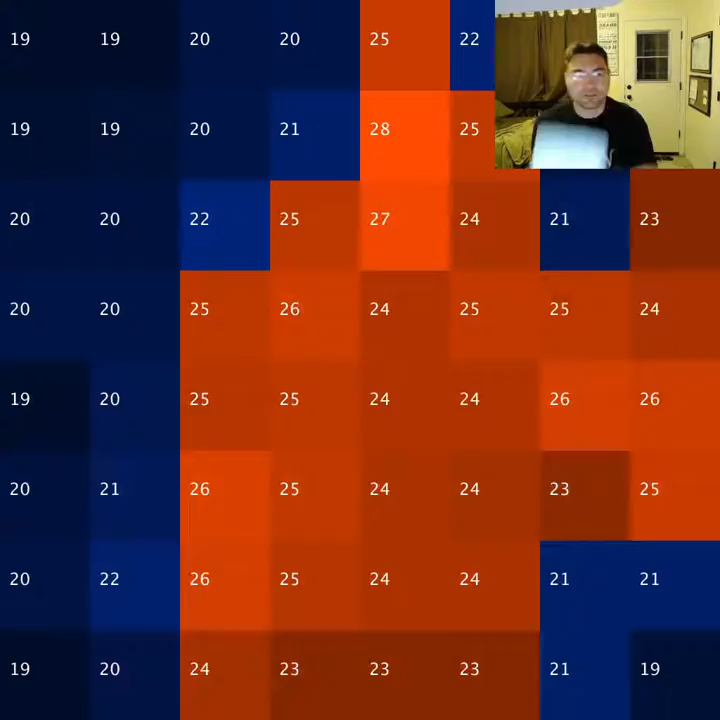 19 19 20 20 25 22
19 19 20 21 28 25
20 20 22 25 27 24 21 23
20 20 25 26 24 25 25 24
19 20 25 25 24 24 26 26
20 21 26 25 24 24 23 25
20 22 26 25 24 24 21 21
19 20 24 23 23 23 21 19